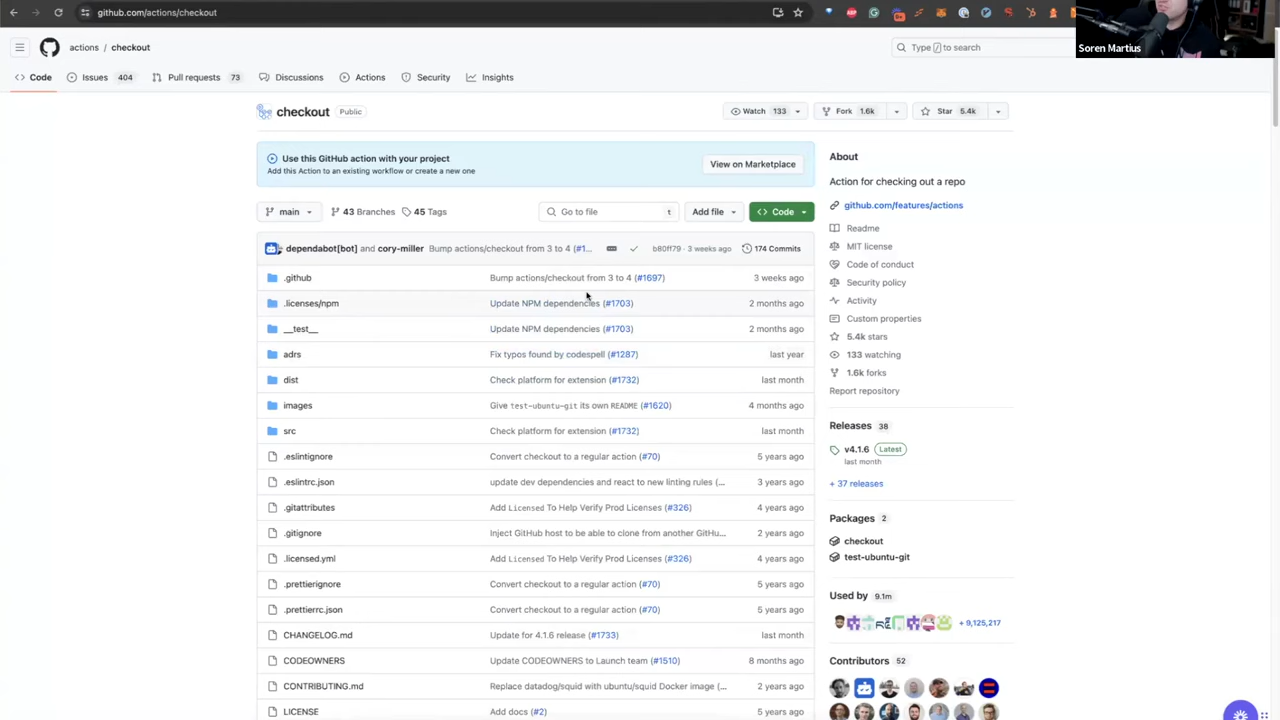 github.com/actions/checkout
Soren Martius
actions / checkout
Type / to search
Code
Issues 404
Pull requests 73
Discussions
Actions
Security
Insights
checkout Public
Watch 133
Fork 1.6k
Star 5.4k
Use this GitHub action with your project
Add this Action to an existing workflow or create a new one
View on Marketplace
main
43 Branches
45 Tags
Go to file t
Add file
Code
dependabot[bot] and cory-miller Bump actions/checkout from 3 to 4 (#1... b80ff79 · 3 weeks ago 174 Commits
.github Bump actions/checkout from 3 to 4 (#1697) 3 weeks ago
.licenses/npm Update NPM dependencies (#1703) 2 months ago
__test__ Update NPM dependencies (#1703) 2 months ago
adrs Fix typos found by codespell (#1287) last year
dist Check platform for extension (#1732) last month
images Give test-ubuntu-git its own README (#1620) 4 months ago
src Check platform for extension (#1732) last month
.eslintignore Convert checkout to a regular action (#70) 5 years ago
.eslintrc.json update dev dependencies and react to new linting rules (... 3 years ago
.gitattributes Add Licensed To Help Verify Prod Licenses (#326) 4 years ago
.gitignore Inject GitHub host to be able to clone from another GitHu... 2 years ago
.licensed.yml Add Licensed To Help Verify Prod Licenses (#326) 4 years ago
.prettierignore Convert checkout to a regular action (#70) 5 years ago
.prettierrc.json Convert checkout to a regular action (#70) 5 years ago
CHANGELOG.md Update for 4.1.6 release (#1733) last month
CODEOWNERS Update CODEOWNERS to Launch team (#1510) 8 months ago
CONTRIBUTING.md Replace datadog/squid with ubuntu/squid Docker image (... 2 years ago
LICENSE Add docs (#2) 5 years ago
About
Action for checking out a repo
github.com/features/actions
Readme
MIT license
Code of conduct
Security policy
Activity
Custom properties
5.4k stars
133 watching
1.6k forks
Report repository
Releases 38
v4.1.6 Latest
last month
+ 37 releases
Packages 2
checkout
test-ubuntu-git
Used by 9.1m
+ 9,125,217
Contributors 52